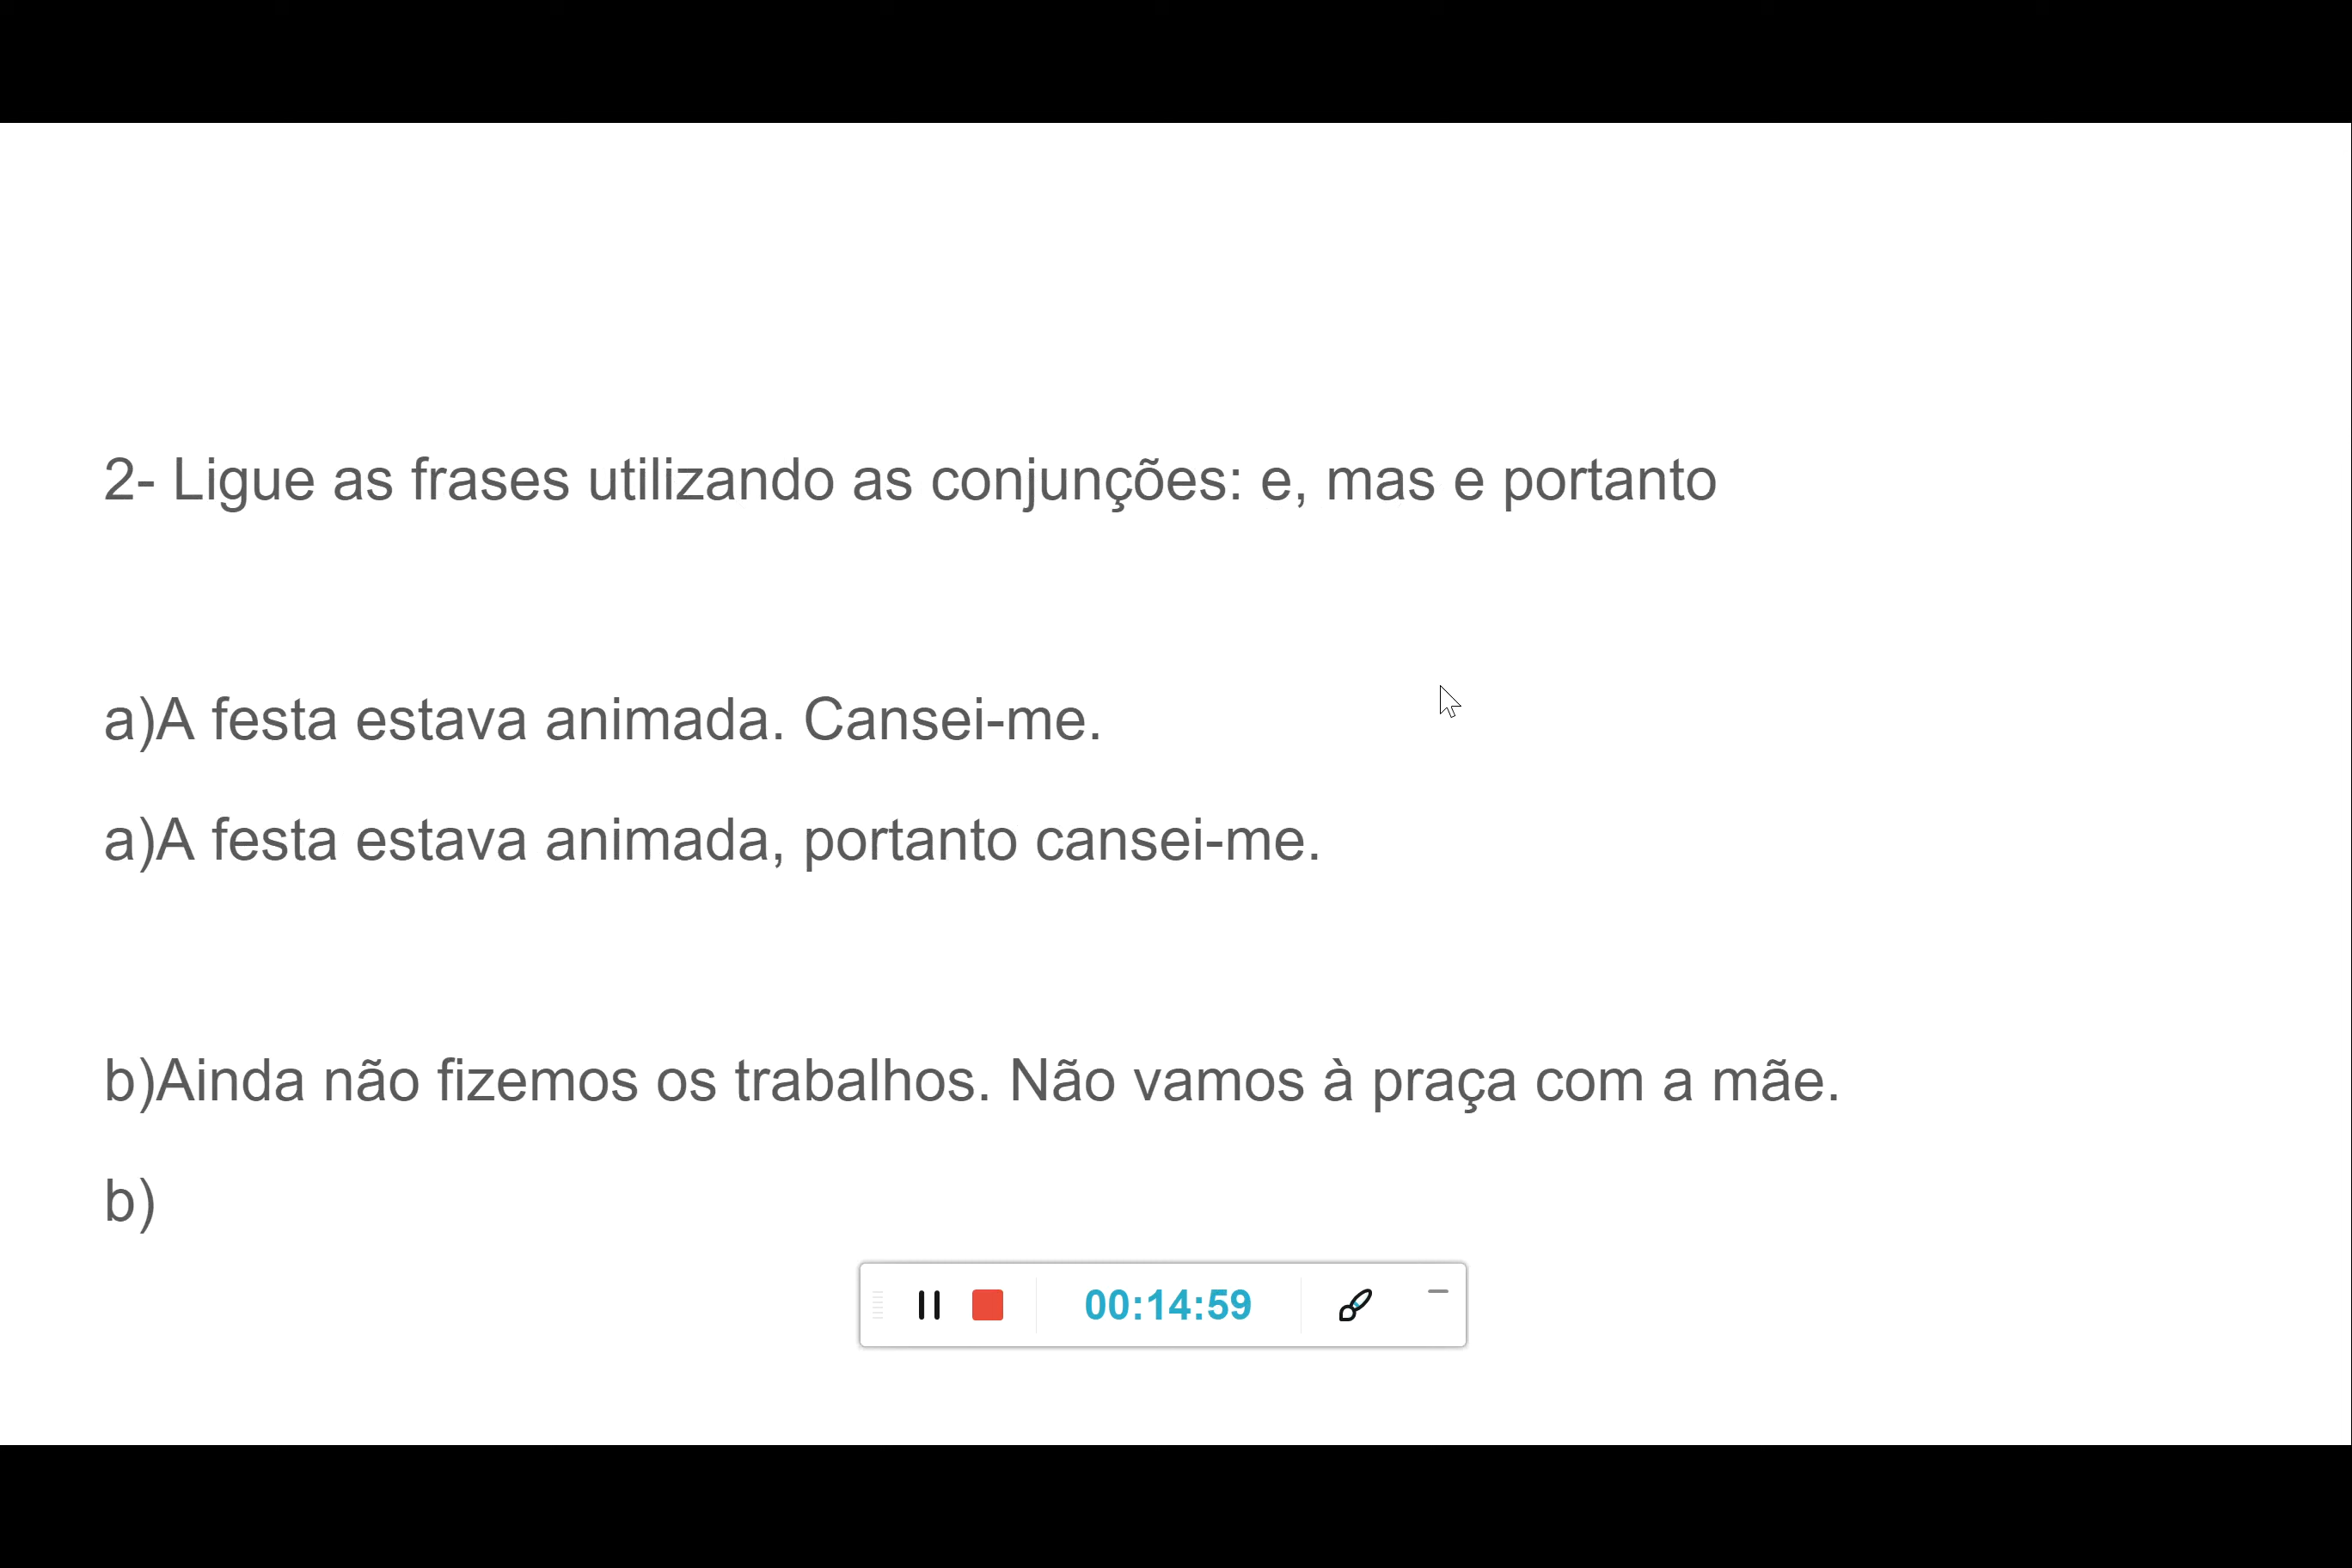 2- Ligue as frases utilizando as conjunções: e, mas e portanto
a)A festa estava animada. Cansei-me.
a)A festa estava animada, portanto cansei-me.
b)Ainda não fizemos os trabalhos. Não vamos à praça com a mãe.
b)
00:14:59